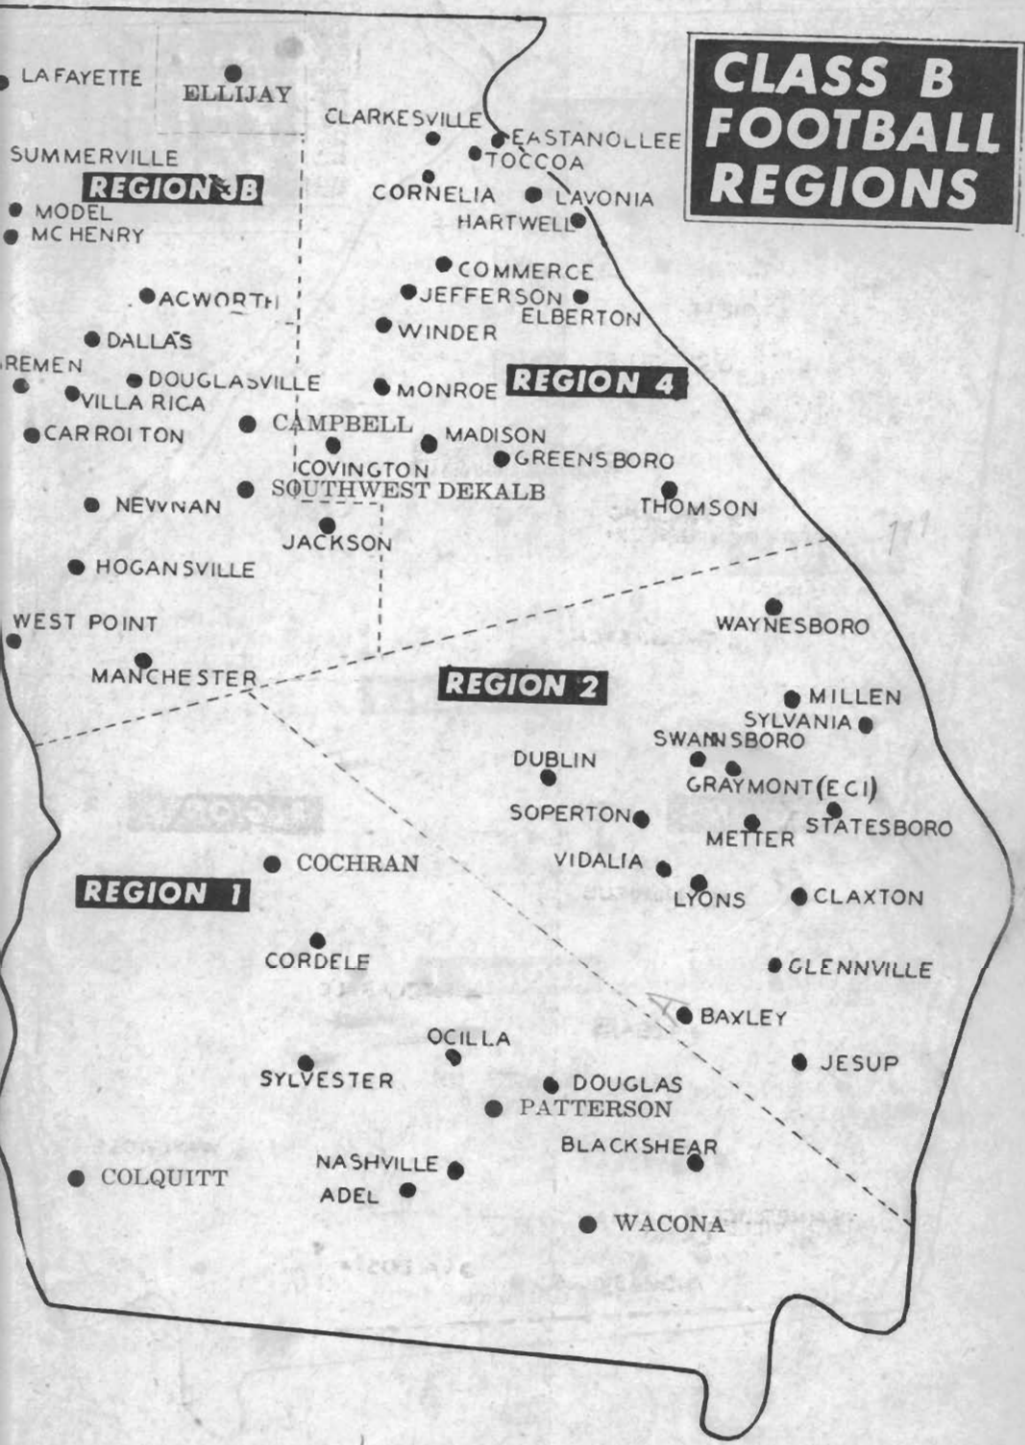 CLASS B
FOOTBALL
REGIONS
LA FAYETTE
ELLIJAY
CLARKESVILLE
EASTANOLLEE
TOCCOA
SUMMERVILLE
REGION 3B
CORNELIA
LAVONIA
MODEL
HARTWELL
MC HENRY
COMMERCE
ACWORTH
JEFFERSON
ELBERTON
DALLAS
WINDER
REMEN
DOUGLASVILLE
MONROE
REGION 4
VILLA RICA
CAMPBELL
CARROLTON
MADISON
COVINGTON
GREENSBORO
SOUTHWEST DEKALB
NEWNAN
THOMSON
JACKSON
HOGANSVILLE
WEST POINT
WAYNESBORO
MANCHESTER
REGION 2
MILLEN
SYLVANIA
SWANNSBORO
DUBLIN
GRAYMONT (ECI)
SOPERTON
METTER
STATESBORO
VIDALIA
COCHRAN
REGION 1
LYONS
CLAXTON
CORDELE
GLENNVILLE
BAXLEY
OCILLA
JESUP
SYLVESTER
DOUGLAS
PATTERSON
BLACKSHEAR
NASHVILLE
COLQUITT
ADEL
WACONA